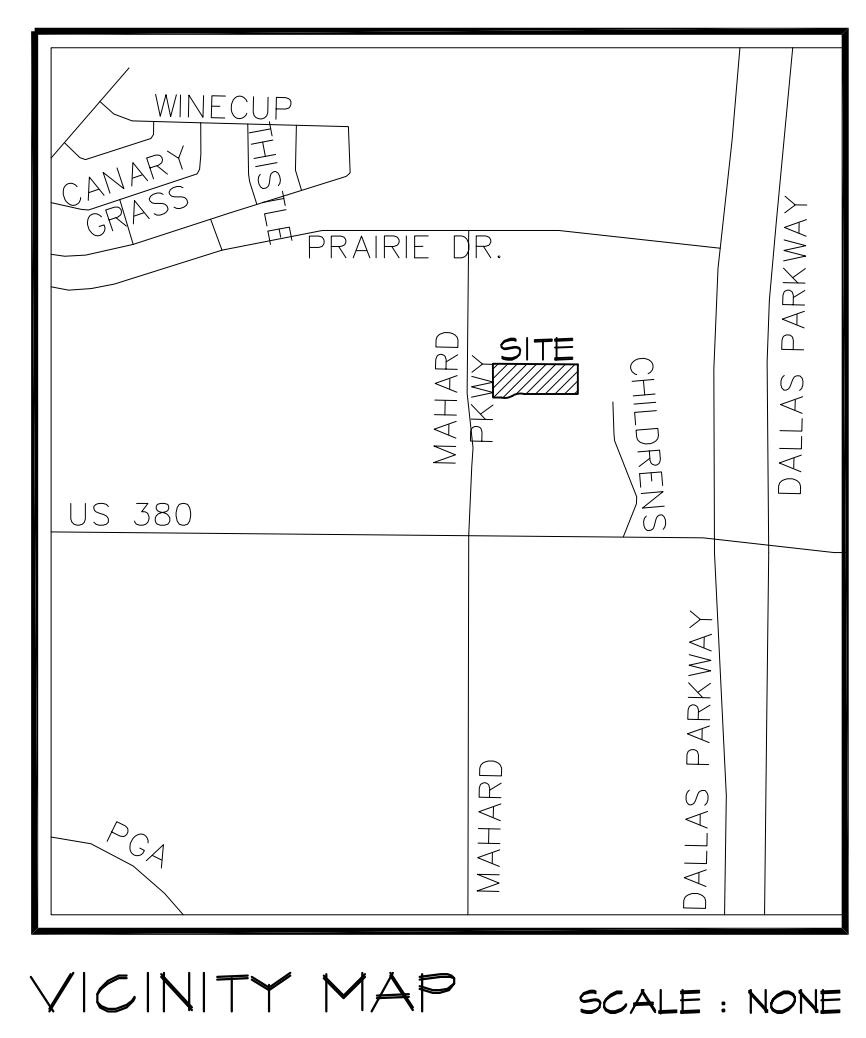 WINECUP
THISTLE
CANARY
GRASS
PRAIRIE DR.
DALLAS PARKWAY
MAHARD
PKWY
SITE
CHILDRENS
US 380
DALLAS PARKWAY
MAHARD
PGA
VICINITY MAP
SCALE : NONE